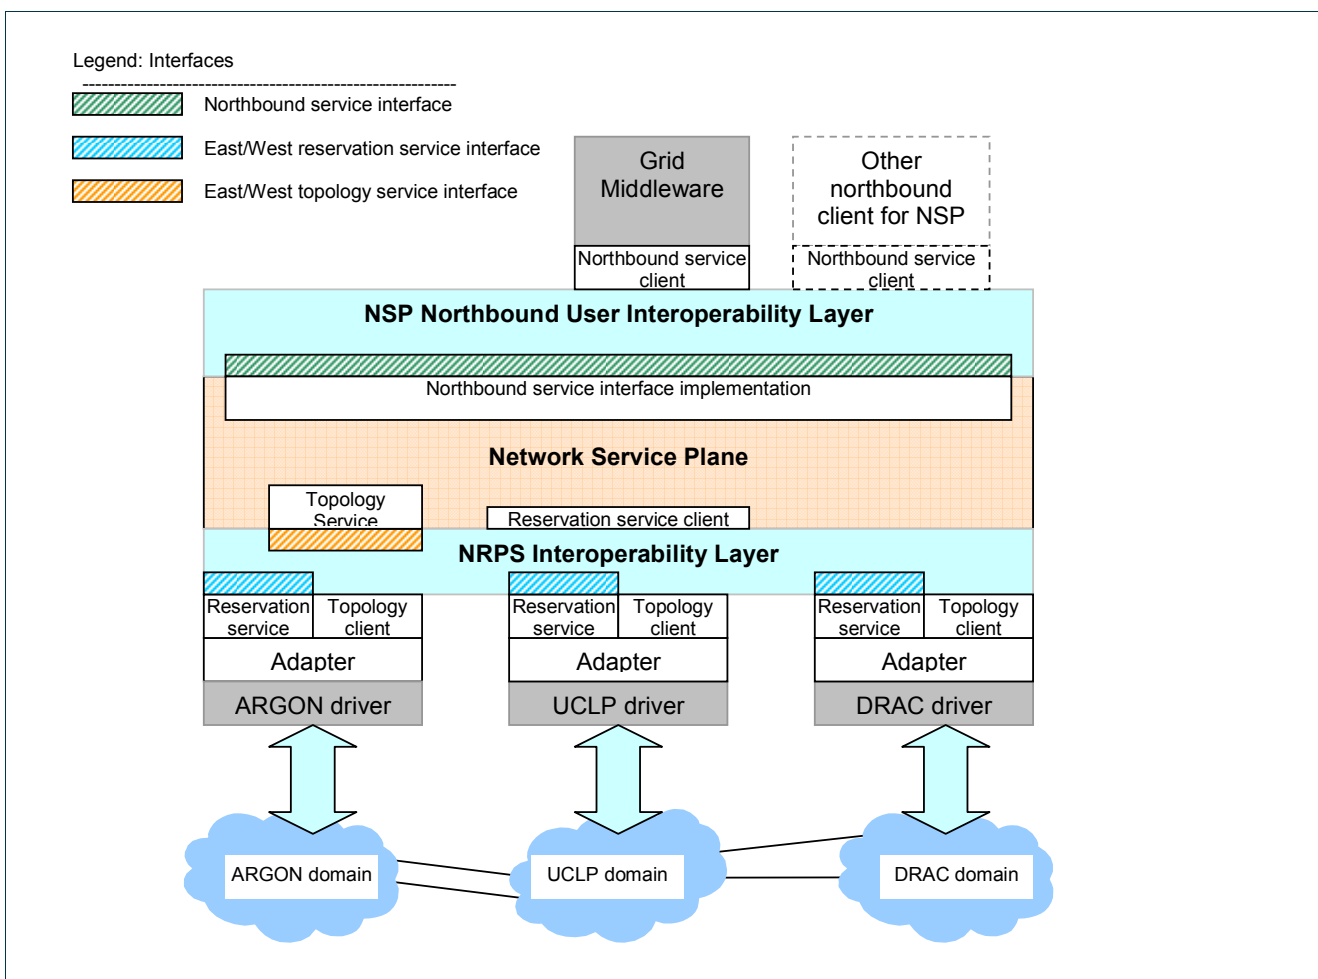 Legend: Interfaces
Northbound service interface
East/West reservation service interface
East/West topology service interface
Grid
Middleware
Northbound service
client
Other
northbound
client for NSP
Northbound service
client
NSP Northbound User Interoperability Layer
Northbound service interface implementation
Network Service Plane
Topology
Service
Reservation service client
NRPS Interoperability Layer
Reservation
service
Topology
client
Adapter
ARGON driver
Reservation
service
Topology
client
Adapter
UCLP driver
Reservation
service
Topology
client
Adapter
DRAC driver
ARGON domain
UCLP domain
DRAC domain